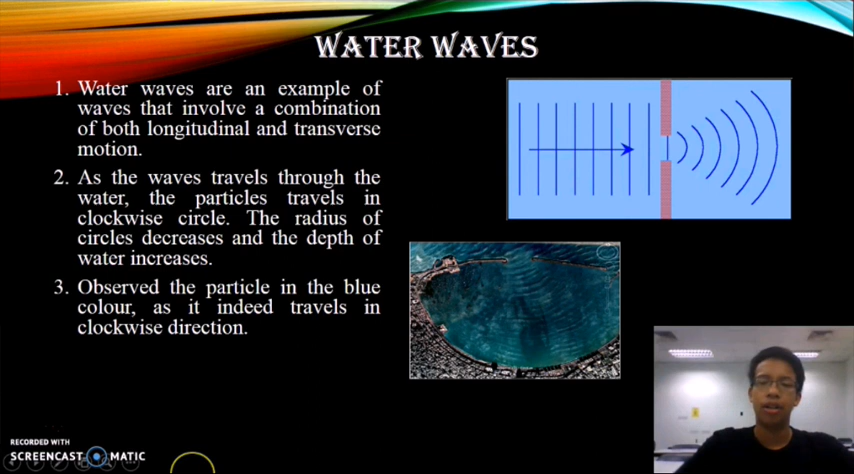 WATER WAVES
1. Water waves are an example of
waves that involve a combination
of both longitudinal and transverse
motion.
2. As the waves travels through the
water, the particles travels in
clockwise circle. The radius of
circles decreases and the depth of
water increases.
3. Observed the particle in the blue
colour, as it indeed travels in
clockwise direction.
RECORDED WITH
SCREENCAST MATIC